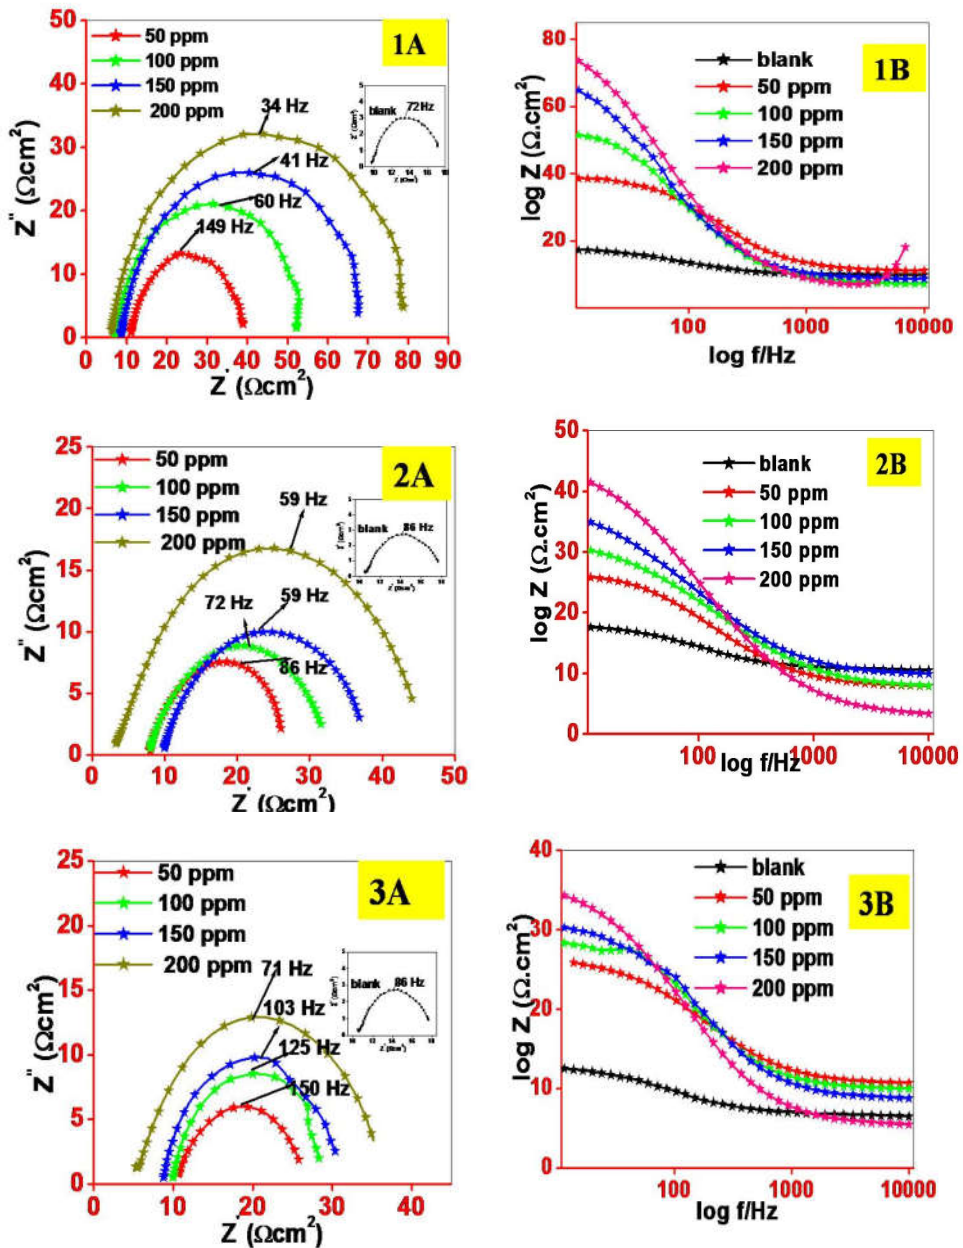 1A
50 ppm
100 ppm
150 ppm
200 ppm
34 Hz
41 Hz
60 Hz
149 Hz
blank
72Hz
Z'' (Ωcm²)
50
40
30
20
10
0
0 10 20 30 40 50 60 70 80 90
Z' (Ωcm²)
1B
blank
50 ppm
100 ppm
150 ppm
200 ppm
log Z (Ω.cm²)
80
60
40
20
100 1000 10000
log f/Hz
2A
50 ppm
100 ppm
150 ppm
200 ppm
59 Hz
72 Hz
59 Hz
86 Hz
blank
86 Hz
Z'' (Ωcm²)
25
20
15
10
5
0
0 10 20 30 40 50
Z' (Ωcm²)
2B
blank
50 ppm
100 ppm
150 ppm
200 ppm
log Z (Ω.cm²)
50
40
30
20
10
0
100 1000 10000
log f/Hz
3A
50 ppm
100 ppm
150 ppm
200 ppm
71 Hz
103 Hz
125 Hz
150 Hz
blank
86 Hz
Z'' (Ωcm²)
25
20
15
10
5
0
0 10 20 30 40
Z' (Ωcm²)
3B
blank
50 ppm
100 ppm
150 ppm
200 ppm
log Z (Ω.cm²)
40
30
20
10
0
100 1000 10000
log f/Hz